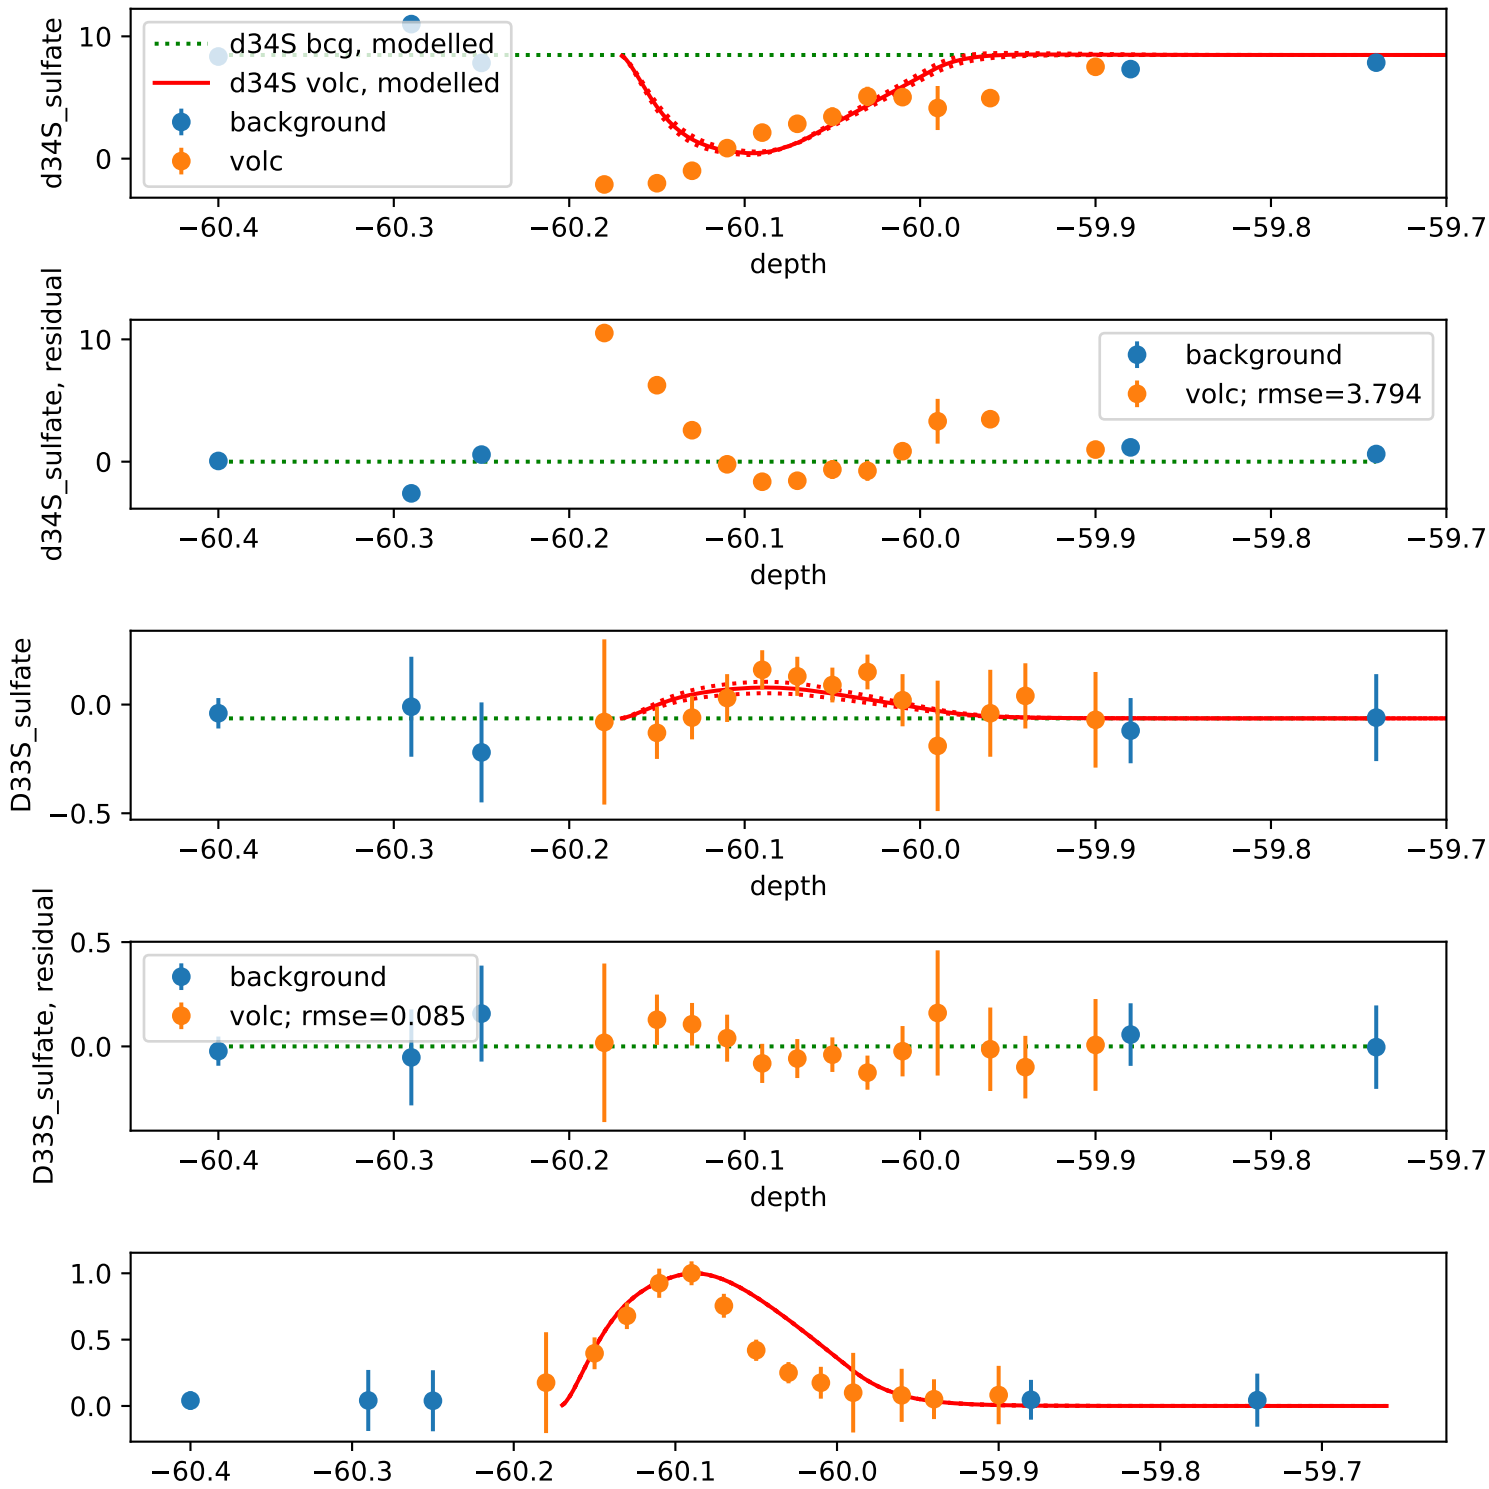 d34S_sulfate
10
0
d34S bcg, modelled
d34S volc, modelled
background
volc
−60.4 −60.3 −60.2 −60.1 −60.0 −59.9 −59.8 −59.7
depth
d34S_sulfate, residual
10
0
background
volc; rmse=3.794
−60.4 −60.3 −60.2 −60.1 −60.0 −59.9 −59.8 −59.7
depth
D33S_sulfate
0.0
−0.5
−60.4 −60.3 −60.2 −60.1 −60.0 −59.9 −59.8 −59.7
depth
D33S_sulfate, residual
0.5
0.0
background
volc; rmse=0.085
−60.4 −60.3 −60.2 −60.1 −60.0 −59.9 −59.8 −59.7
depth
1.0
0.5
0.0
−60.4 −60.3 −60.2 −60.1 −60.0 −59.9 −59.8 −59.7